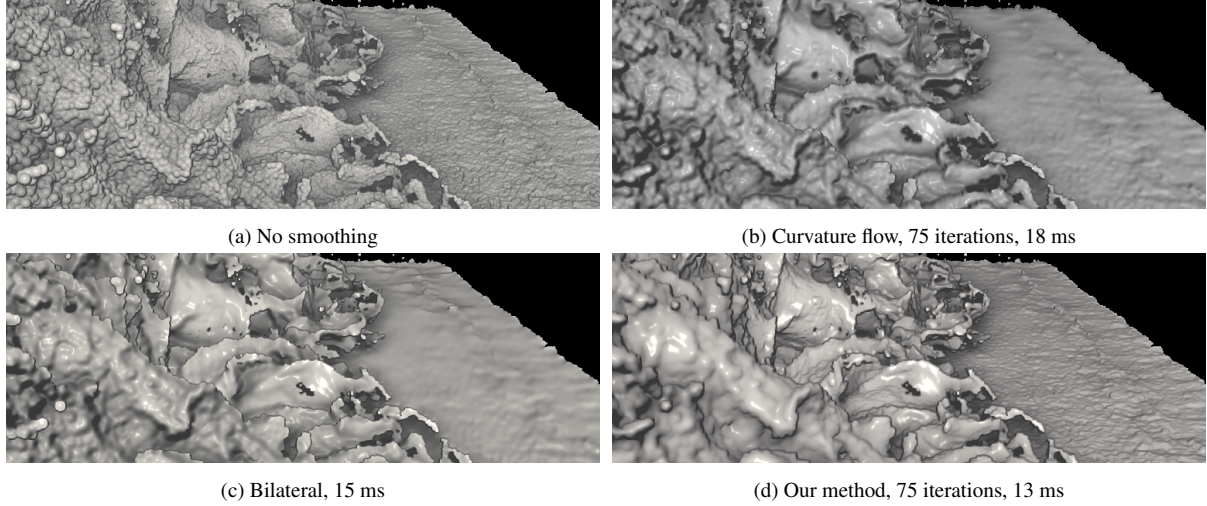 (a) No smoothing
(b) Curvature flow, 75 iterations, 18 ms
(c) Bilateral, 15 ms
(d) Our method, 75 iterations, 13 ms